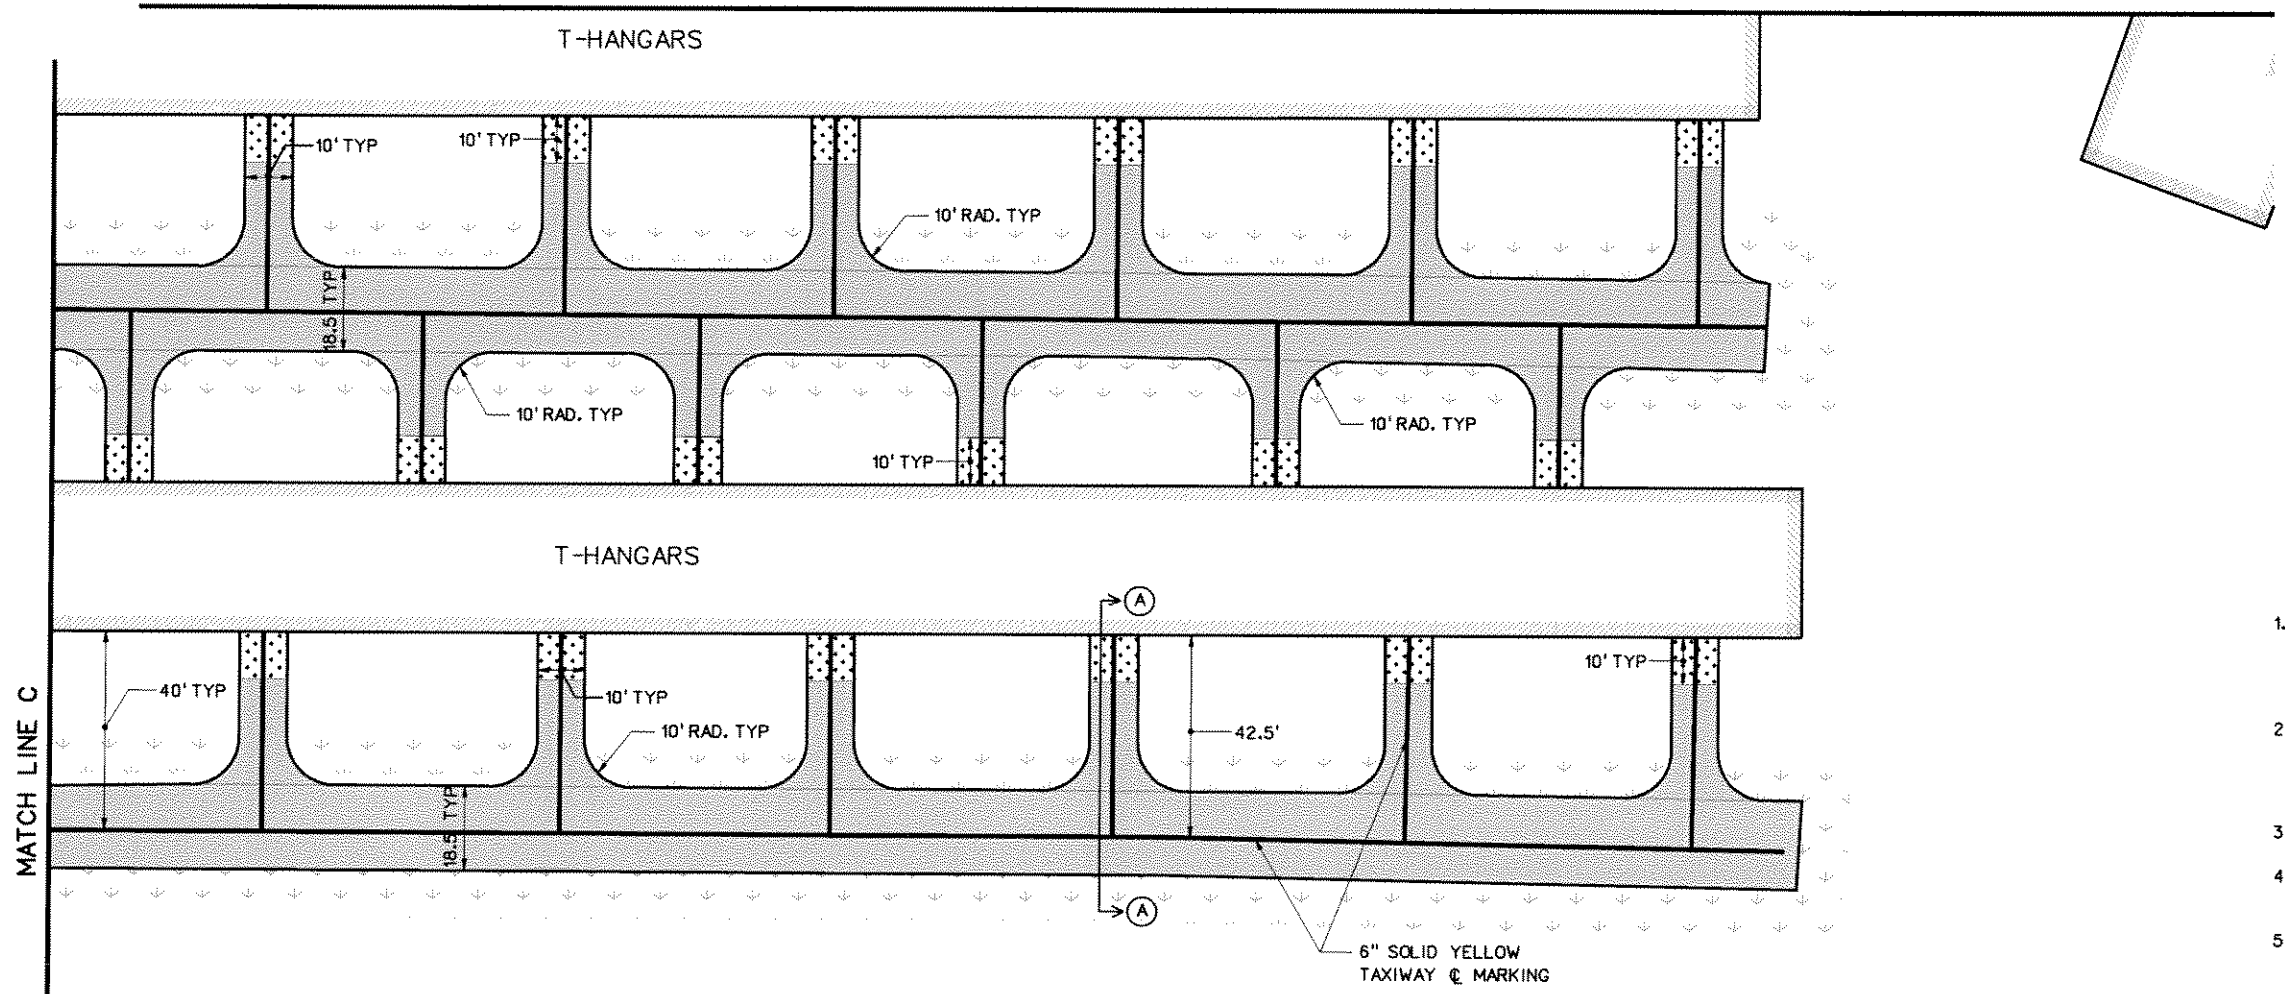 T-HANGARS
10' TYP
10' TYP
10' RAD. TYP
18.5 TYP
10' RAD. TYP
10' RAD. TYP
10' TYP
T-HANGARS
A
1.
10' TYP
40' TYP
10' TYP
10' RAD. TYP
42.5'
2
MATCH LINE C
18.5 TYP
3
4
A
5
6" SOLID YELLOW
TAXIWAY ℄ MARKING